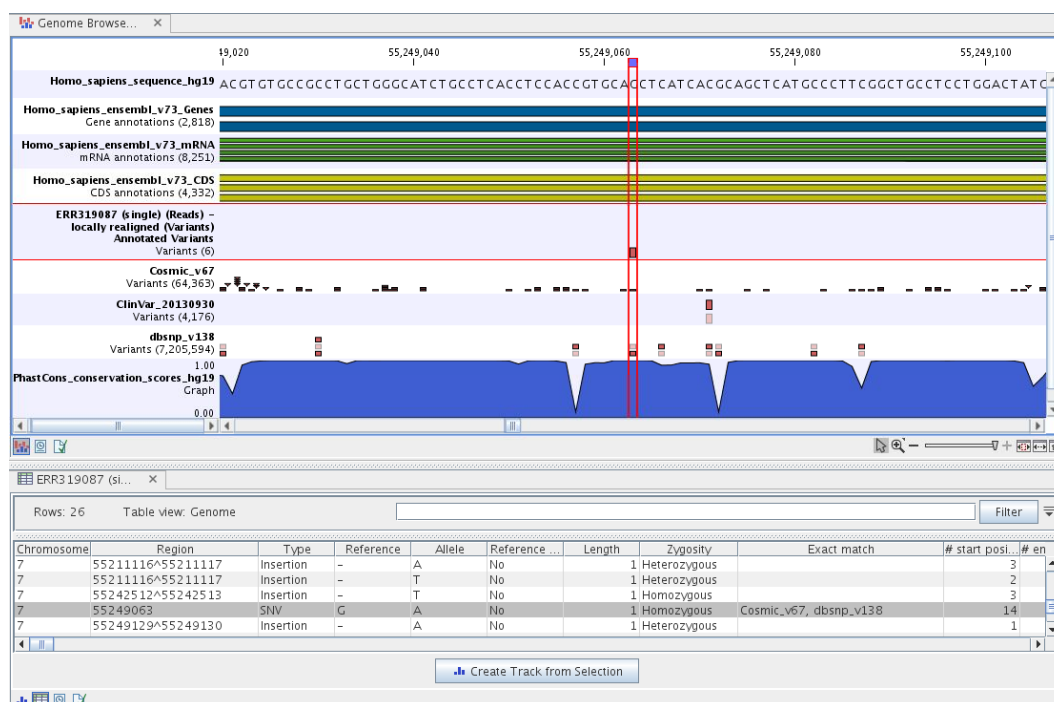 Genome Browse... ×
19,020 55,249,040 55,249,060 55,249,080 55,249,100
Homo_sapiens_sequence_hg19 ACGTGTGCCGCCTGCTGGGCATCTGCCTCACCTCCACCGTGCAGCTCATCACGCAGCTCATGCCCTTCGGCTGCCTCCTGGACTATC
Homo_sapiens_ensembl_v73_Genes
Gene annotations (2,818)
Homo_sapiens_ensembl_v73_mRNA
mRNA annotations (8,251)
Homo_sapiens_ensembl_v73_CDS
CDS annotations (4,332)
ERR319087 (single) (Reads) –
locally realigned (Variants)
Annotated Variants
Variants (6)
Cosmic_v67
Variants (64,363)
ClinVar_20130930
Variants (4,176)
dbsnp_v138
Variants (7,205,594)
1.00
PhastCons_conservation_scores_hg19
Graph
0.00
ERR319087 (si... ×
Rows: 26 Table view: Genome Filter
Chromosome Region Type Reference Allele Reference ... Length Zygosity Exact match # start posi... # en
7 55211116^55211117 Insertion - A No 1 Heterozygous 3
7 55211116^55211117 Insertion - T No 1 Heterozygous 2
7 55242512^55242513 Insertion - T No 1 Homozygous 3
7 55249063 SNV G A No 1 Homozygous Cosmic_v67, dbsnp_v138 14
7 55249129^55249130 Insertion - A No 1 Heterozygous 1
Create Track from Selection